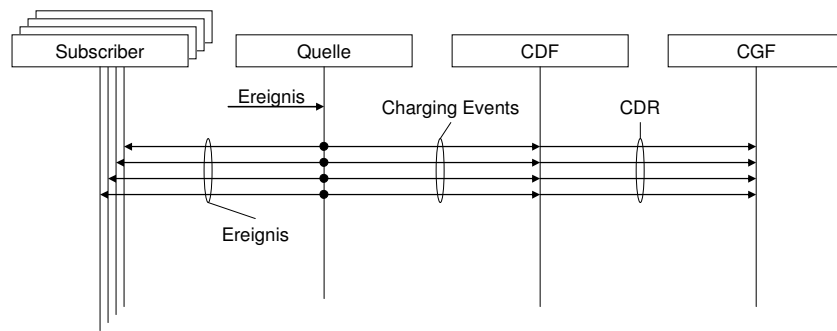 Subscriber
Quelle
CDF
CGF
Ereignis
Charging Events
CDR
Ereignis